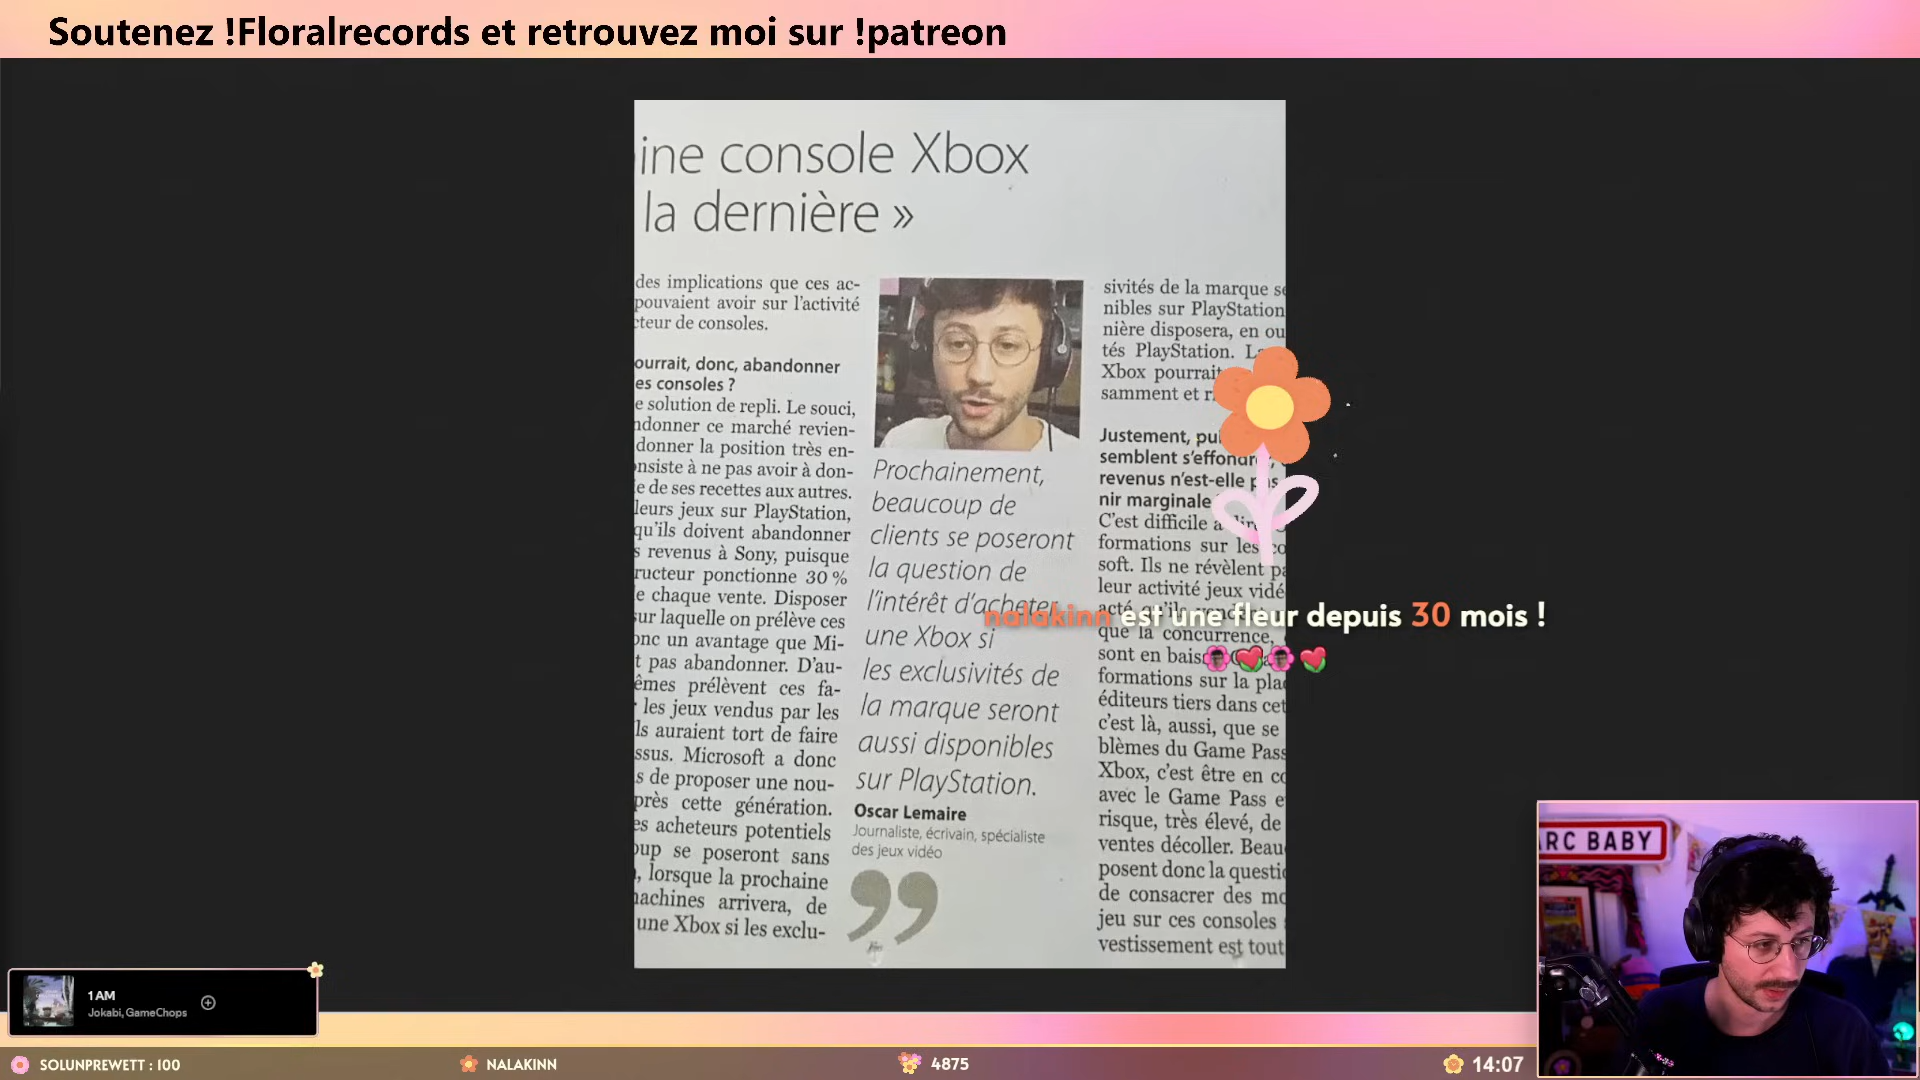 Soutenez !Floralrecords et retrouvez moi sur !patreon
ine console Xbox
la dernière »
des implications que ces ac-
pouvaient avoir sur l'activité
cteur de consoles.
ourrait, donc, abandonner
es consoles ?
e solution de repli. Le souci,
ndonner ce marché revien-
donner la position très en-
onsiste à ne pas avoir à don-
e de ses recettes aux autres.
leurs jeux sur PlayStation,
qu'ils doivent abandonner
s revenus à Sony, puisque
ructeur ponctionne 30 %
e chaque vente. Disposer
sur laquelle on prélève ces
onc un avantage que Mi-
t pas abandonner. D'au-
êmes prélèvent ces fa-
les jeux vendus par les
ls auraient tort de faire
ssus. Microsoft a donc
s de proposer une nou-
près cette génération.
es acheteurs potentiels
oup se poseront sans
, lorsque la prochaine
machines arrivera, de
une Xbox si les exclu-
Prochainement,
beaucoup de
clients se poseront
la question de
l'intérêt d'acheter
une Xbox si
les exclusivités de
la marque seront
aussi disponibles
sur PlayStation.
Oscar Lemaire
Journaliste, écrivain, spécialiste
des jeux vidéo
sivités de la marque se
nibles sur PlayStation
nière disposera, en ou
tés PlayStation. L
Xbox pourrait
samment et r
Justement, pu
semblent s'effondr
revenus n'est-elle pas
nir marginale
C'est difficile à dire
formations sur les co
soft. Ils ne révèlent pa
leur activité jeux vidé
que la concurrence,
sont en bais
formations sur la pla
éditeurs tiers dans cet
c'est là, aussi, que se
blèmes du Game Pass
Xbox, c'est être en co
avec le Game Pass e
risque, très élevé, de
ventes décoller. Beau
posent donc la questi
de consacrer des mo
jeu sur ces consoles
vestissement est tout
nalakinn est une fleur depuis 30 mois !
ARC BABY
1 AM
Jokabi, GameChops
SOLUNPREWETT : 100
NALAKINN
4875
14:07